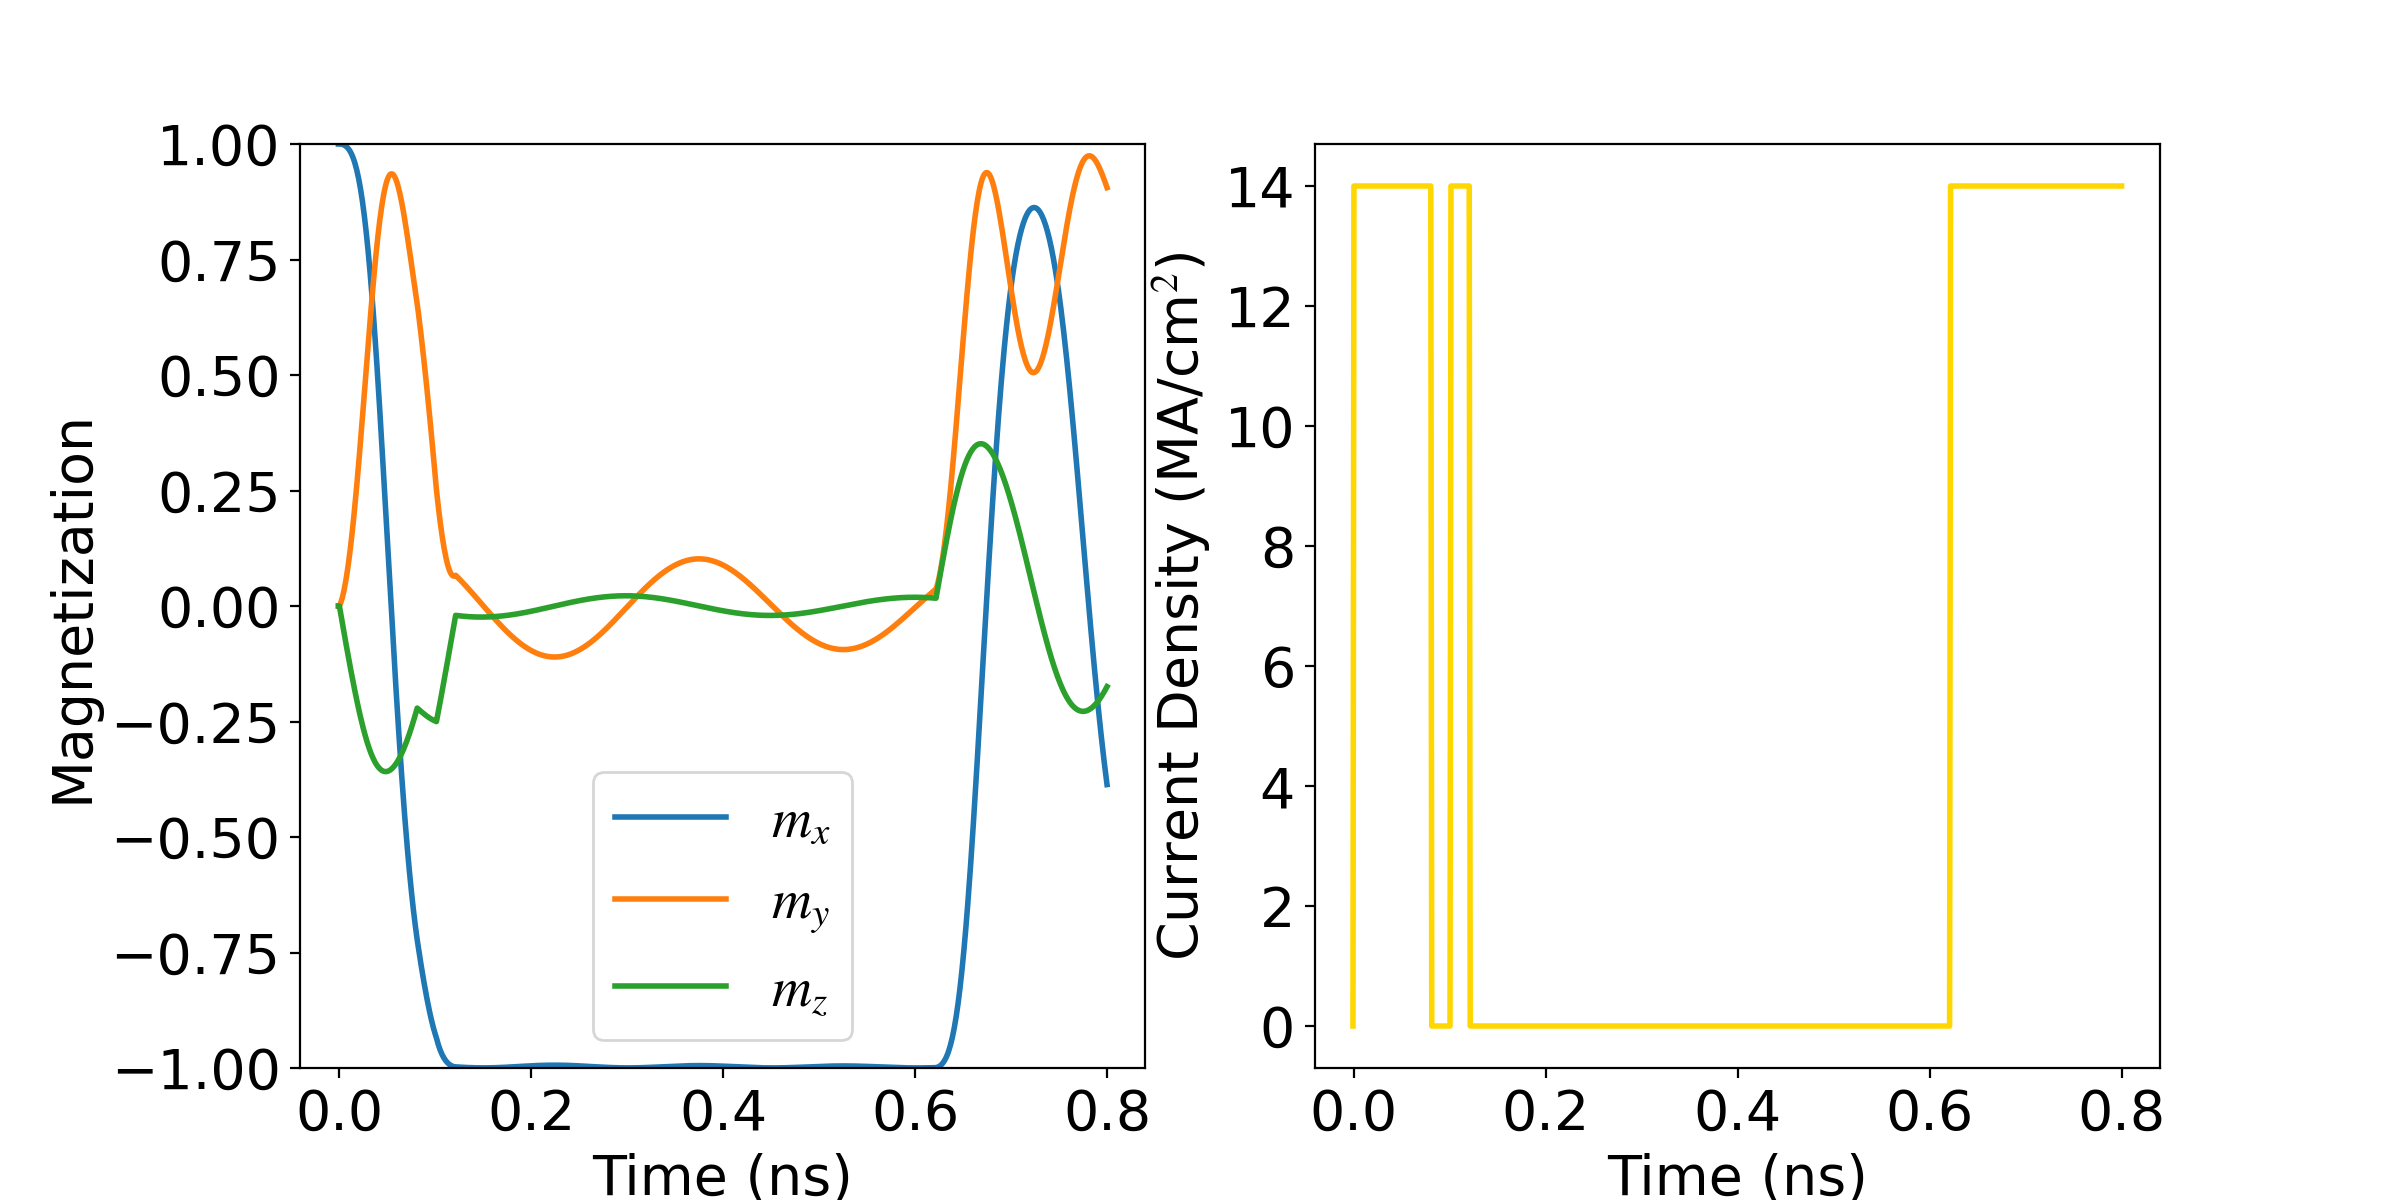 Magnetization
1.00
0.75
0.50
0.25
0.00
−0.25
−0.50
−0.75
−1.00
0.0 0.2 0.4 0.6 0.8
Time (ns)
m_x
m_y
m_z
Current Density (MA/cm²)
14
12
10
8
6
4
2
0
0.0 0.2 0.4 0.6 0.8
Time (ns)